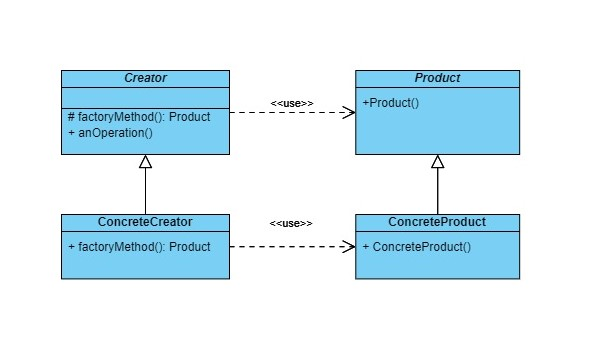 Creator
# factoryMethod(): Product
+ anOperation()
<<use>>
Product
+Product()
ConcreteCreator
+ factoryMethod(): Product
<<use>>
ConcreteProduct
+ ConcreteProduct()